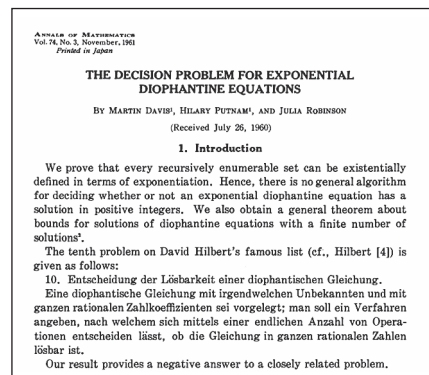 ANNALS OF MATHEMATICS
Vol. 74, No. 3, November, 1961
Printed in Japan
THE DECISION PROBLEM FOR EXPONENTIAL
DIOPHANTINE EQUATIONS
BY MARTIN DAVIS¹, HILARY PUTNAM¹, AND JULIA ROBINSON
(Received July 26, 1960)
1. Introduction
We prove that every recursively enumerable set can be existentially
defined in terms of exponentiation. Hence, there is no general algorithm
for deciding whether or not an exponential diophantine equation has a
solution in positive integers. We also obtain a general theorem about
bounds for solutions of diophantine equations with a finite number of
solutions².
The tenth problem on David Hilbert's famous list (cf., Hilbert [4]) is
given as follows:
10. Entscheidung der Lösbarkeit einer diophantischen Gleichung.
Eine diophantische Gleichung mit irgendwelchen Unbekannten und mit
ganzen rationalen Zahlkoeffizienten sei vorgelegt; man soll ein Verfahren
angeben, nach welchem sich mittels einer endlichen Anzahl von Opera-
tionen entscheiden lässt, ob die Gleichung in ganzen rationalen Zahlen
lösbar ist.
Our result provides a negative answer to a closely related problem.